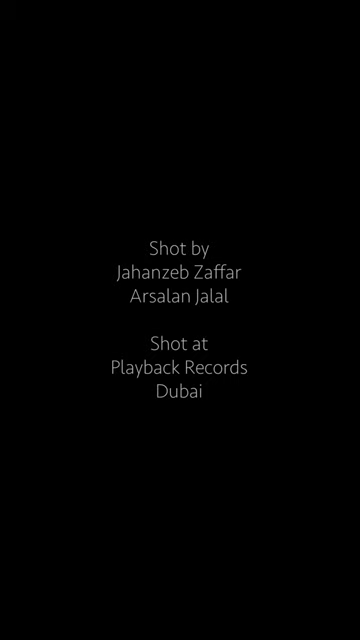 Shot by
Jahanzeb Zaffar
Arsalan Jalal
Shot at
Playback Records
Dubai